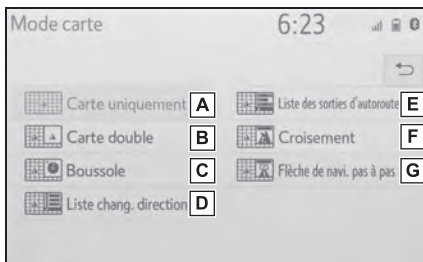 Mode carte 6:23
Carte uniquement A
Carte double B
Boussole C
Liste chang. direction D
Liste des sorties d'autoroute E
Croisement F
Flèche de navi. pas à pas G